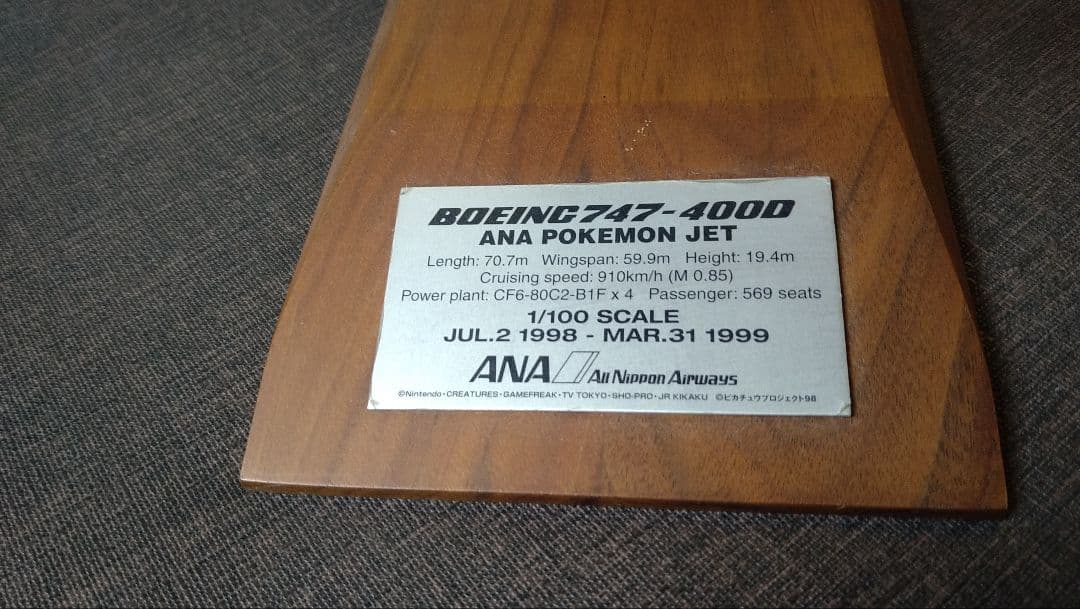 BOEING 747-400D
ANA POKEMON JET
Length: 70.7m Wingspan: 59.9m Height: 19.4m
Cruising speed: 910km/h (M 0.85)
Power plant: CF6-80C2-B1F x 4 Passenger: 569 seats
1/100 SCALE
JUL.2 1998 - MAR.31 1999
ANA All Nippon Airways
©Nintendo・CREATURES・GAMEFREAK・TV TOKYO・SHO-PRO・JR KIKAKU ©ピカチュウプロジェクト98